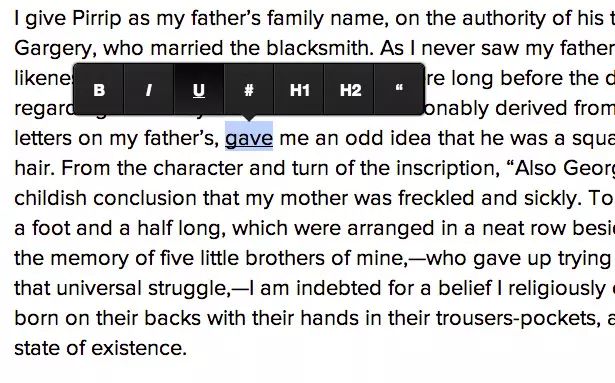 I give Pirrip as my father’s family name, on the authority of his t
Gargery, who married the blacksmith. As I never saw my father
likene re long before the d
B I U # H1 H2 “
regard onably derived from
letters on my father’s, gave me an odd idea that he was a squa
hair. From the character and turn of the inscription, “Also Georg
childish conclusion that my mother was freckled and sickly. To
a foot and a half long, which were arranged in a neat row besi
the memory of five little brothers of mine,—who gave up trying
that universal struggle,—I am indebted for a belief I religiously
born on their backs with their hands in their trousers-pockets, a
state of existence.